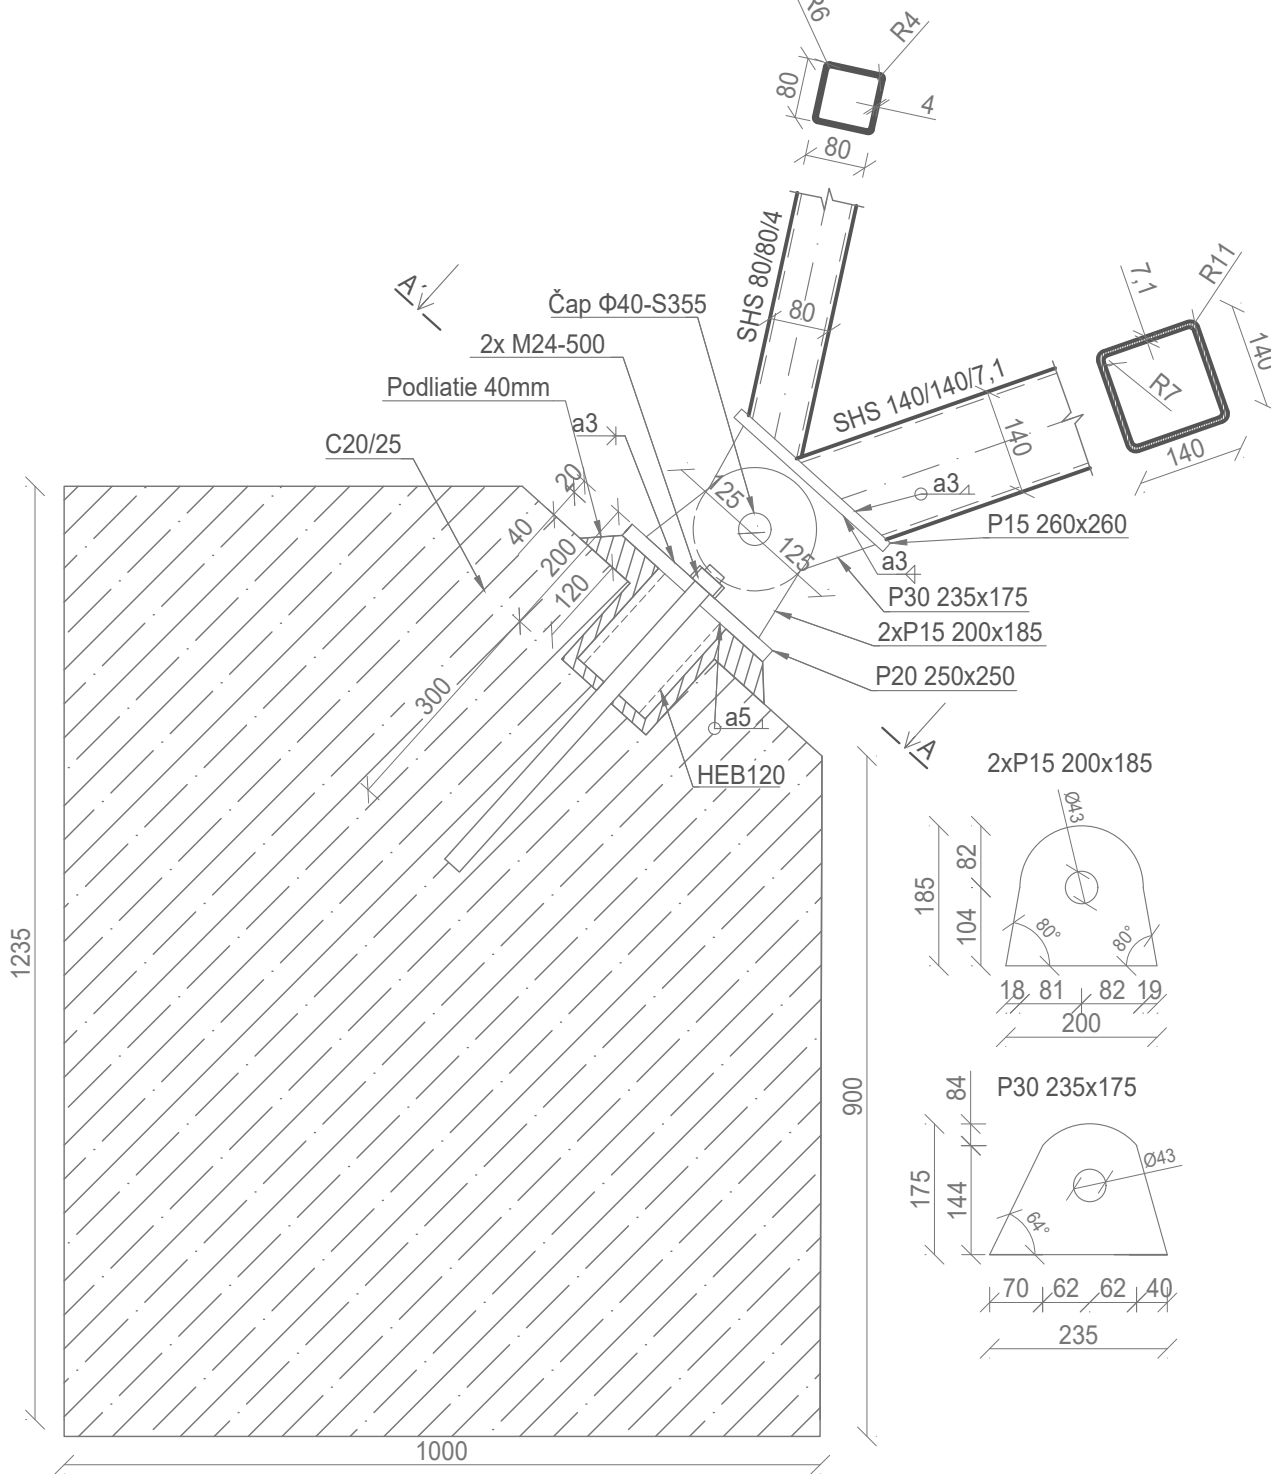 R6
R4
80
4
80
SHS 80/80/4
7,1
R11
A´
80
140
Čap Φ40-S355
2x M24-500
SHS 140/140/7,1
R7
Podliatie 40mm
140
140
a3
C20/25
20
125
a3
40
P15 260x260
200
125
a3
120
P30 235x175
2xP15 200x185
300
P20 250x250
a5
A
HEB120
2xP15 200x185
Ø43
82
185
104
80°
80°
1235
18 81 82 19
200
84
P30 235x175
900
Ø43
175
144
64°
70 62 62 40
235
1000